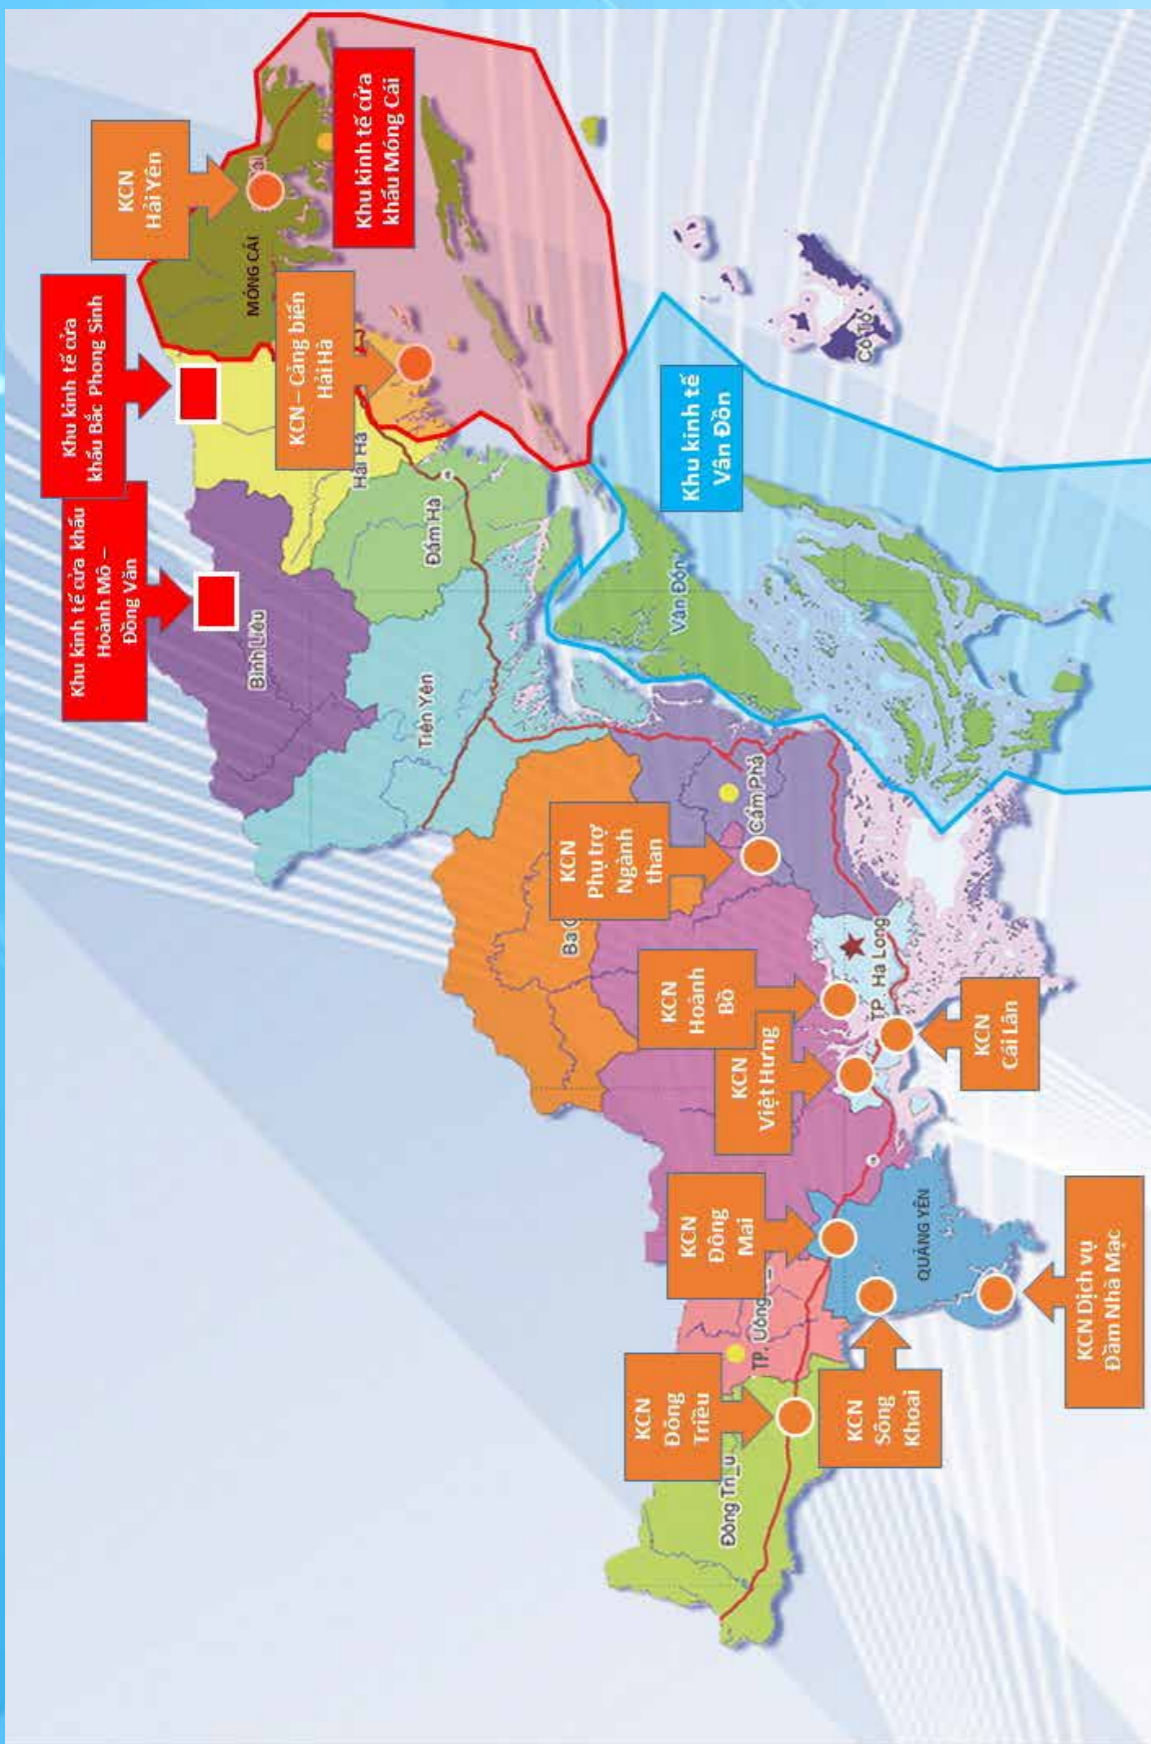 Khu kinh tế cửa khẩu
Hoành Mô –
Đồng Văn
Khu kinh tế cửa
khẩu Bắc Phong Sinh
KCN
Hải Yên
MÓNG CÁI
Khu kinh tế cửa
khẩu Móng Cái
KCN – Cảng biển
Hải Hà
Hải Hà
Bình Liêu
Đầm Hà
Tiên Yên
Khu kinh tế
Vân Đồn
Vân Đồn
Cô Tô
KCN
Phụ trợ
Ngành
than
Ba
Cẩm Phả
KCN
Hoành
Bồ
KCN
Việt Hưng
TP. Hạ Long
KCN
Cái Lân
KCN
Đông
Mai
QUẢNG YÊN
TP. Uông
KCN
Đông
Triều
Đông Tri_u
KCN
Sông
Khoai
KCN Dịch vụ
Đầm Nhà Mạc